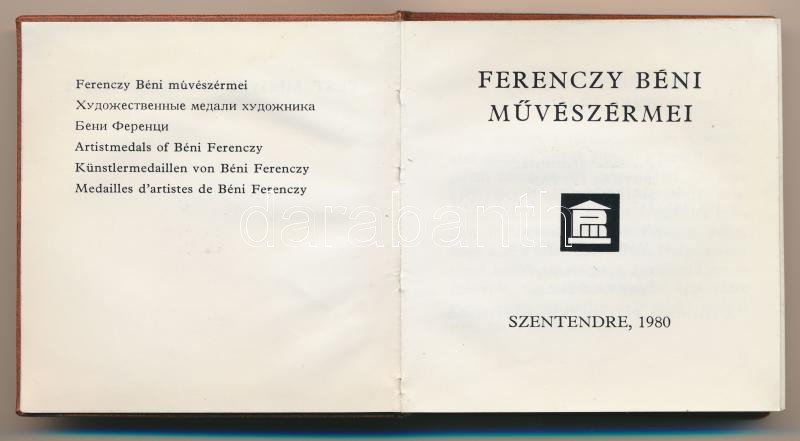 Ferenczy Béni művészérmei
Художественные медали художника
Бени Ференци
Artistmedals of Béni Ferenczy
Künstlermedaillen von Béni Ferenczy
Medailles d'artistes de Béni Ferenczy
FERENCZY BÉNI
MŰVÉSZÉRMEI
SZENTENDRE, 1980
darabanth